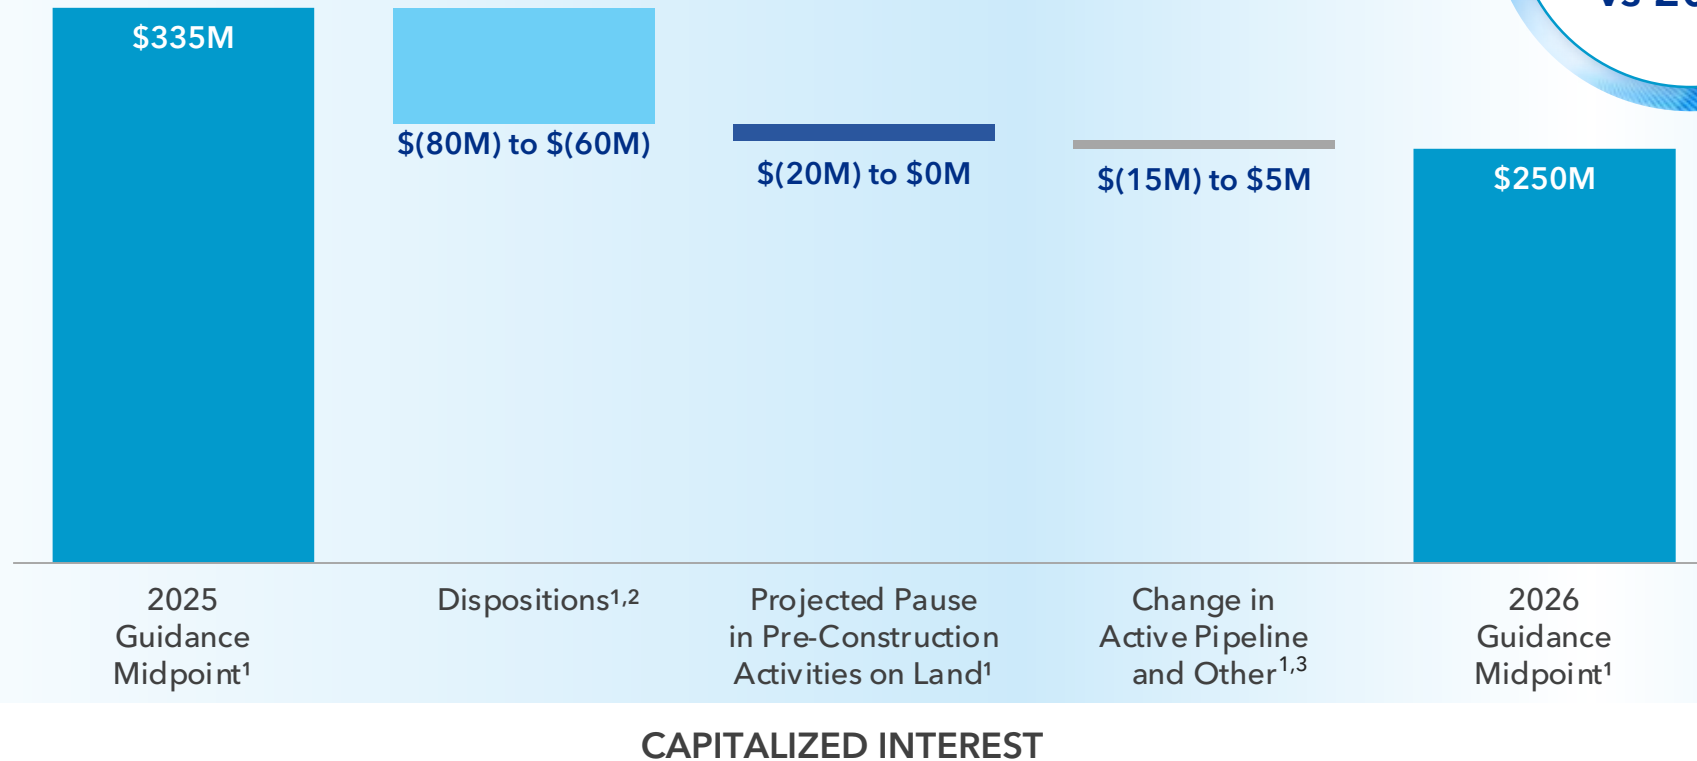 $335M
$(80M) to $(60M)
$(20M) to $0M
$(15M) to $5M
$250M
2025
Guidance
Midpoint¹
Dispositions¹,²
Projected Pause
in Pre-Construction
Activities on Land¹
Change in
Active Pipeline
and Other¹,³
2026
Guidance
Midpoint¹
CAPITALIZED INTEREST